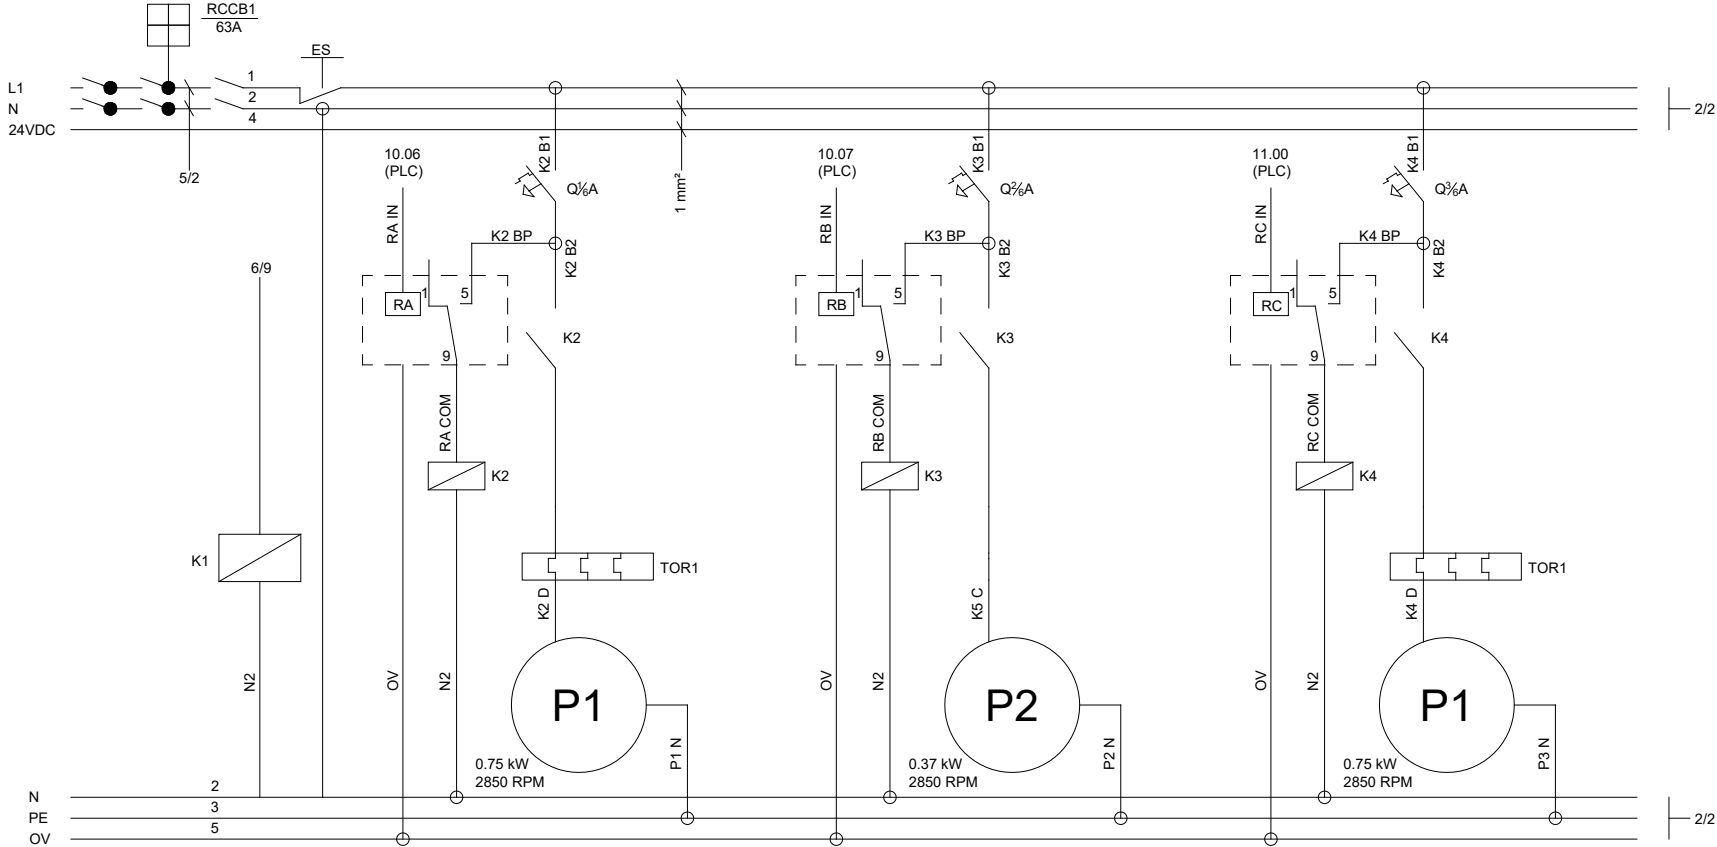 RCCB1
63A
ES
L1
1
N
2
24VDC
4
2/2
5/2
1 mm²
10.06
(PLC)
K2 B1
Q⅙A
RA IN
K2 BP
K2 B2
RA
1
5
9
K2
RA COM
K2
10.07
(PLC)
K3 B1
Q²⁄₆A
RB IN
K3 BP
K3 B2
RB
1
5
9
K3
RB COM
K3
11.00
(PLC)
K4 B1
Q³⁄₆A
RC IN
K4 BP
K4 B2
RC
1
5
9
K4
RC COM
K4
6/9
K1
N2
TOR1
K2 D
OV
N2
P1
0.75 kW
2850 RPM
P1 N
K5 C
OV
N2
P2
0.37 kW
2850 RPM
P2 N
TOR1
K4 D
OV
N2
P1
0.75 kW
2850 RPM
P3 N
N
2
PE
3
OV
5
2/2